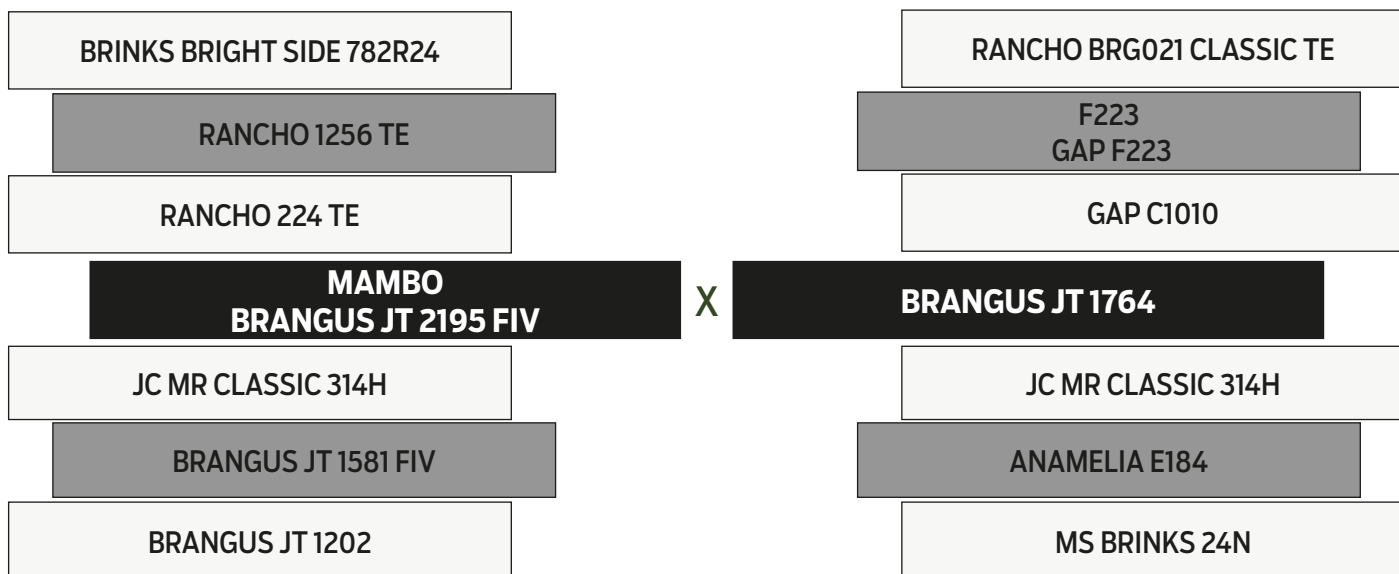 BRINKS BRIGHT SIDE 782R24
RANCHO 1256 TE
RANCHO 224 TE
MAMBO
BRANGUS JT 2195 FIV
JC MR CLASSIC 314H
BRANGUS JT 1581 FIV
BRANGUS JT 1202
X
RANCHO BRG021 CLASSIC TE
F223
GAP F223
GAP C1010
BRANGUS JT 1764
JC MR CLASSIC 314H
ANAMELIA E184
MS BRINKS 24N